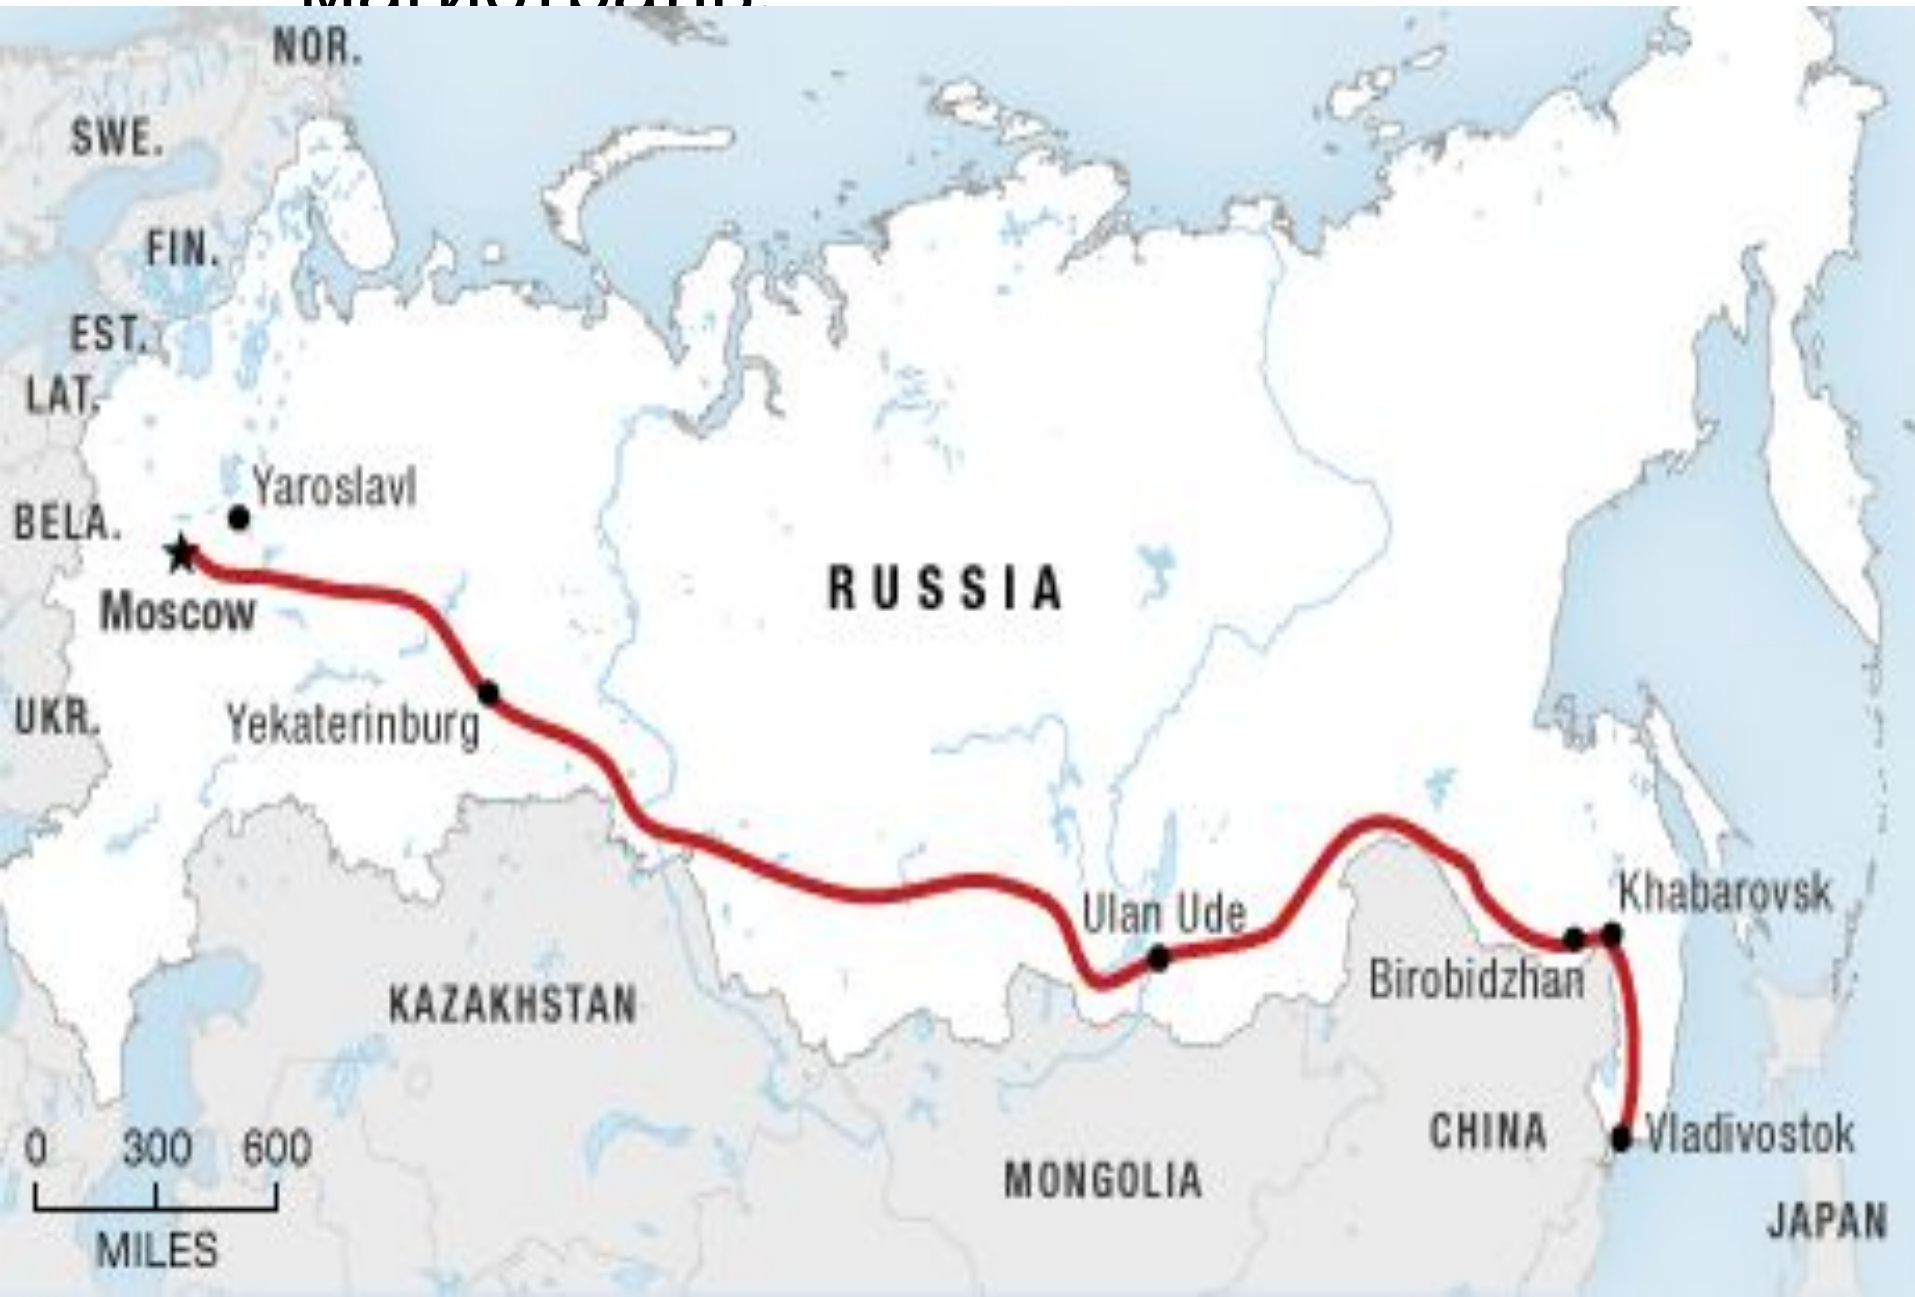 NOR.
SWE.
FIN.
EST.
LAT.
Yaroslavl
BELA.
RUSSIA
Moscow
UKR.
Yekaterinburg
Khabarovsk
Ulan Ude
Birobidzhan
KAZAKHSTAN
CHINA
Vladivostok
0 300 600
MONGOLIA
JAPAN
MILES